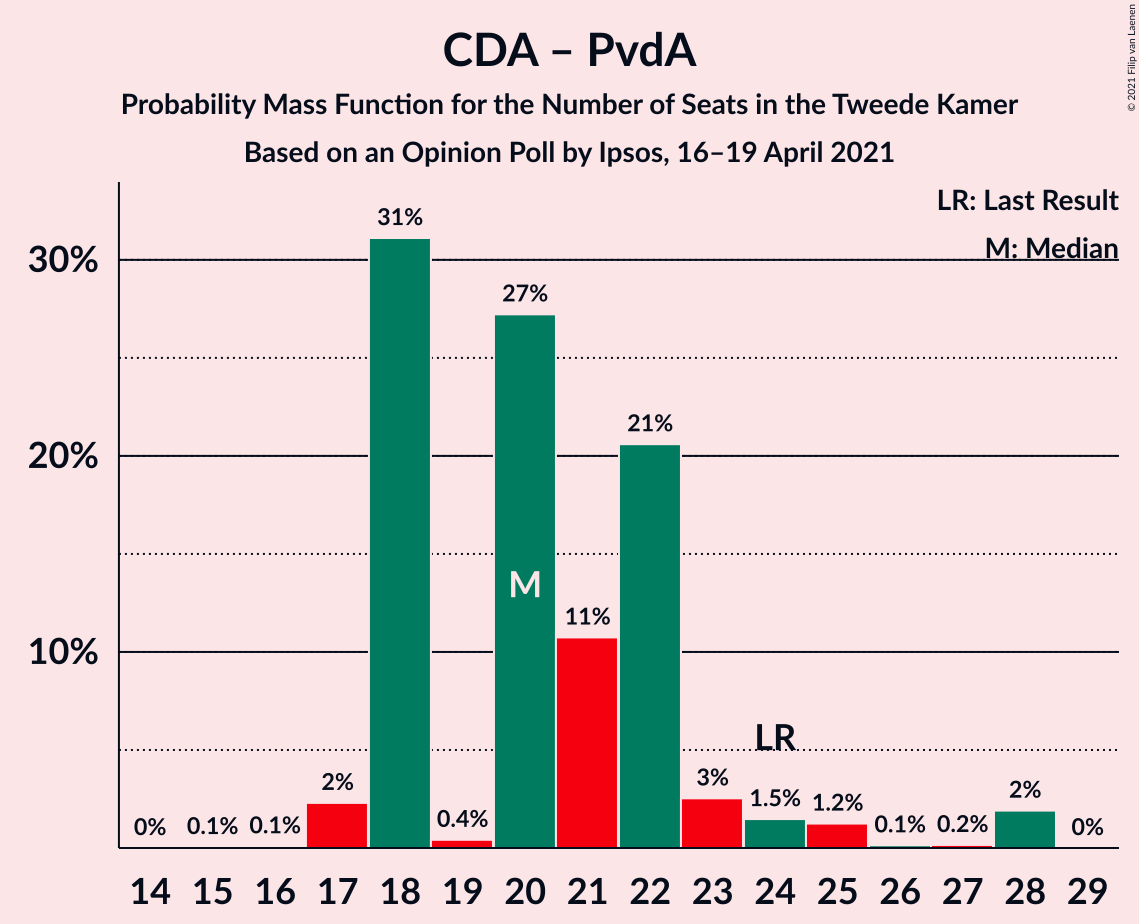 CDA – PvdA
Probability Mass Function for the Number of Seats in the Tweede Kamer
Based on an Opinion Poll by Ipsos, 16–19 April 2021
© 2021 Filip van Laenen
LR: Last Result
M: Median
30%
20%
10%
0%
0.1%
0.1%
2%
31%
0.4%
27%
11%
21%
3%
1.5%
1.2%
0.1%
0.2%
2%
0%
M
LR
14 15 16 17 18 19 20 21 22 23 24 25 26 27 28 29